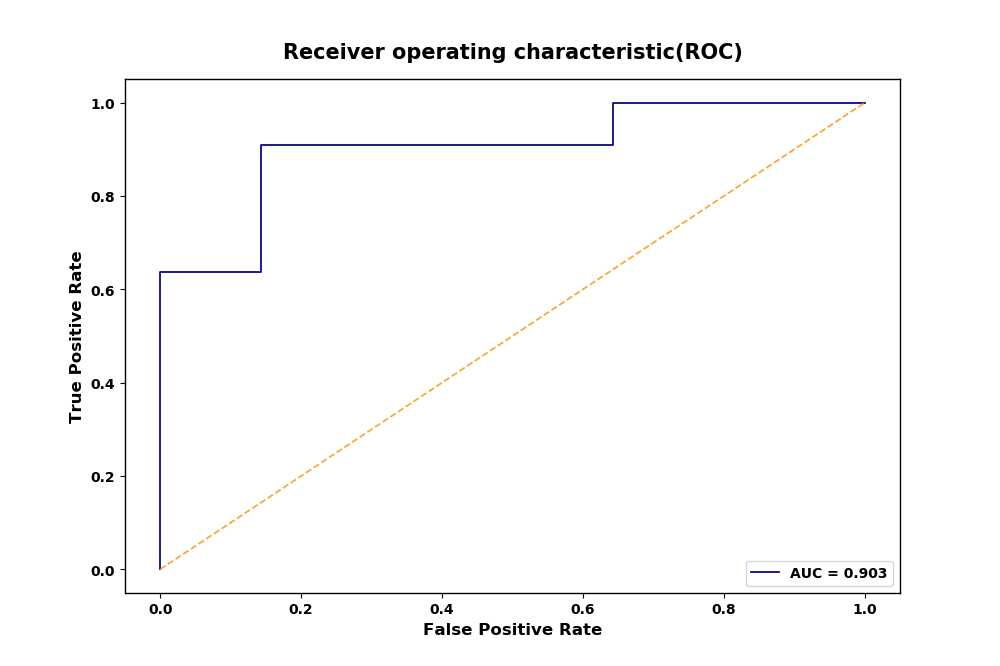 Receiver operating characteristic(ROC)
True Positive Rate
1.0
0.8
0.6
0.4
0.2
0.0
AUC = 0.903
0.0 0.2 0.4 0.6 0.8 1.0
False Positive Rate